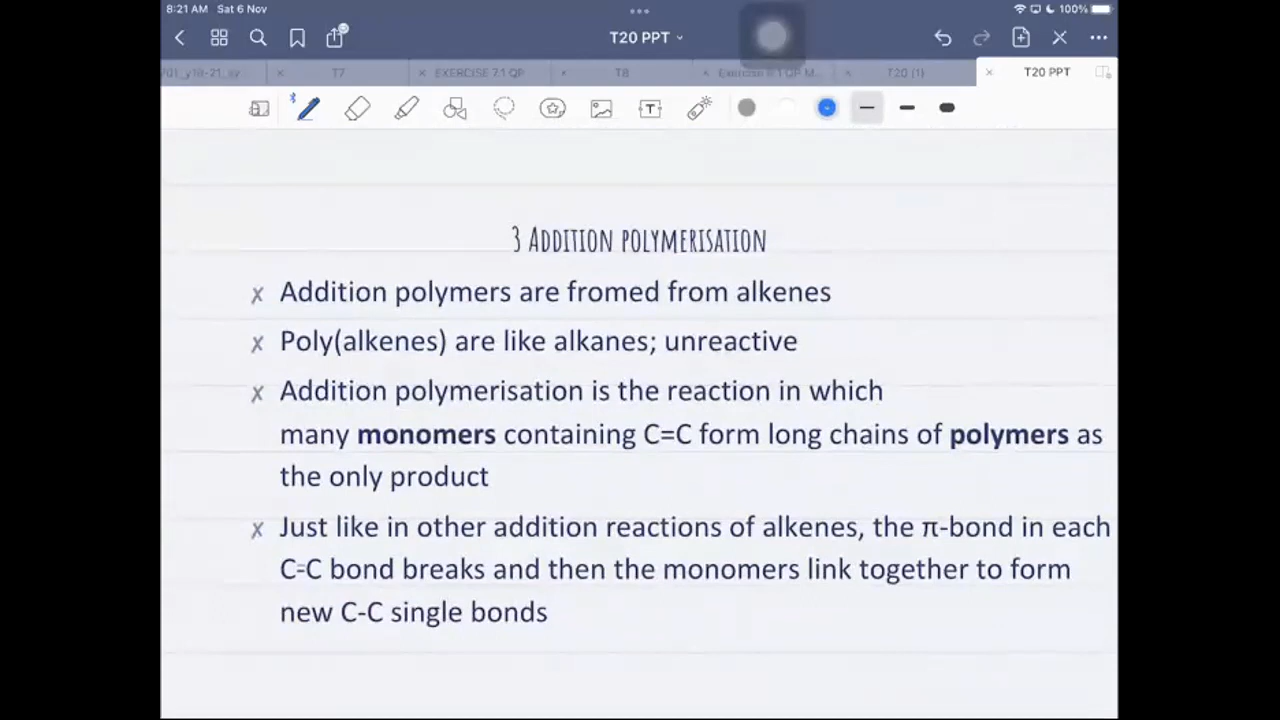 8:21 AM Sat 6 Nov
100%
T20 PPT
T7
EXERCISE 7.1 QP
T8
T20 (1)
T20 PPT
3 ADDITION POLYMERISATION
x Addition polymers are fromed from alkenes
x Poly(alkenes) are like alkanes; unreactive
x Addition polymerisation is the reaction in which
many monomers containing C=C form long chains of polymers as
the only product
x Just like in other addition reactions of alkenes, the π-bond in each
C=C bond breaks and then the monomers link together to form
new C-C single bonds